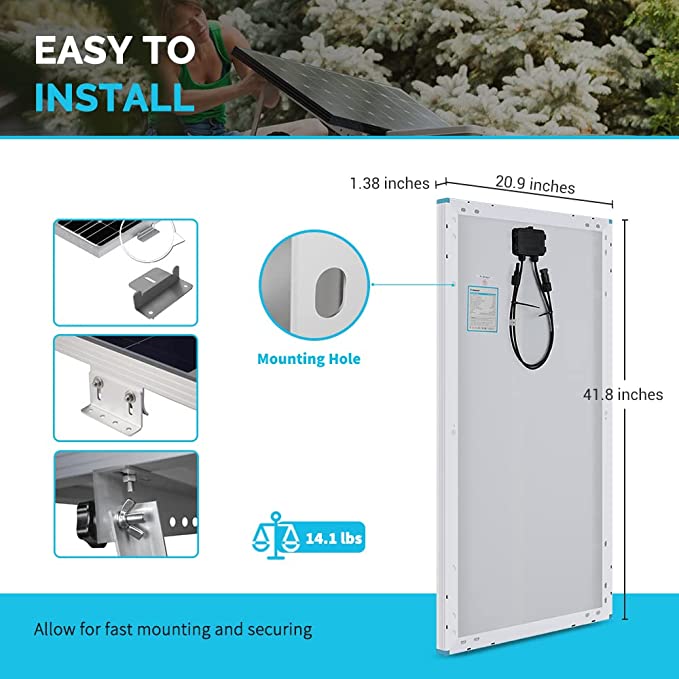 EASY TO
INSTALL
1.38 inches
20.9 inches
Mounting Hole
41.8 inches
14.1 lbs
Allow for fast mounting and securing